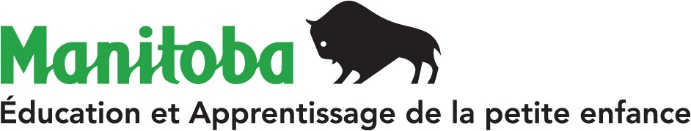 Manitoba
Éducation et Apprentissage de la petite enfance